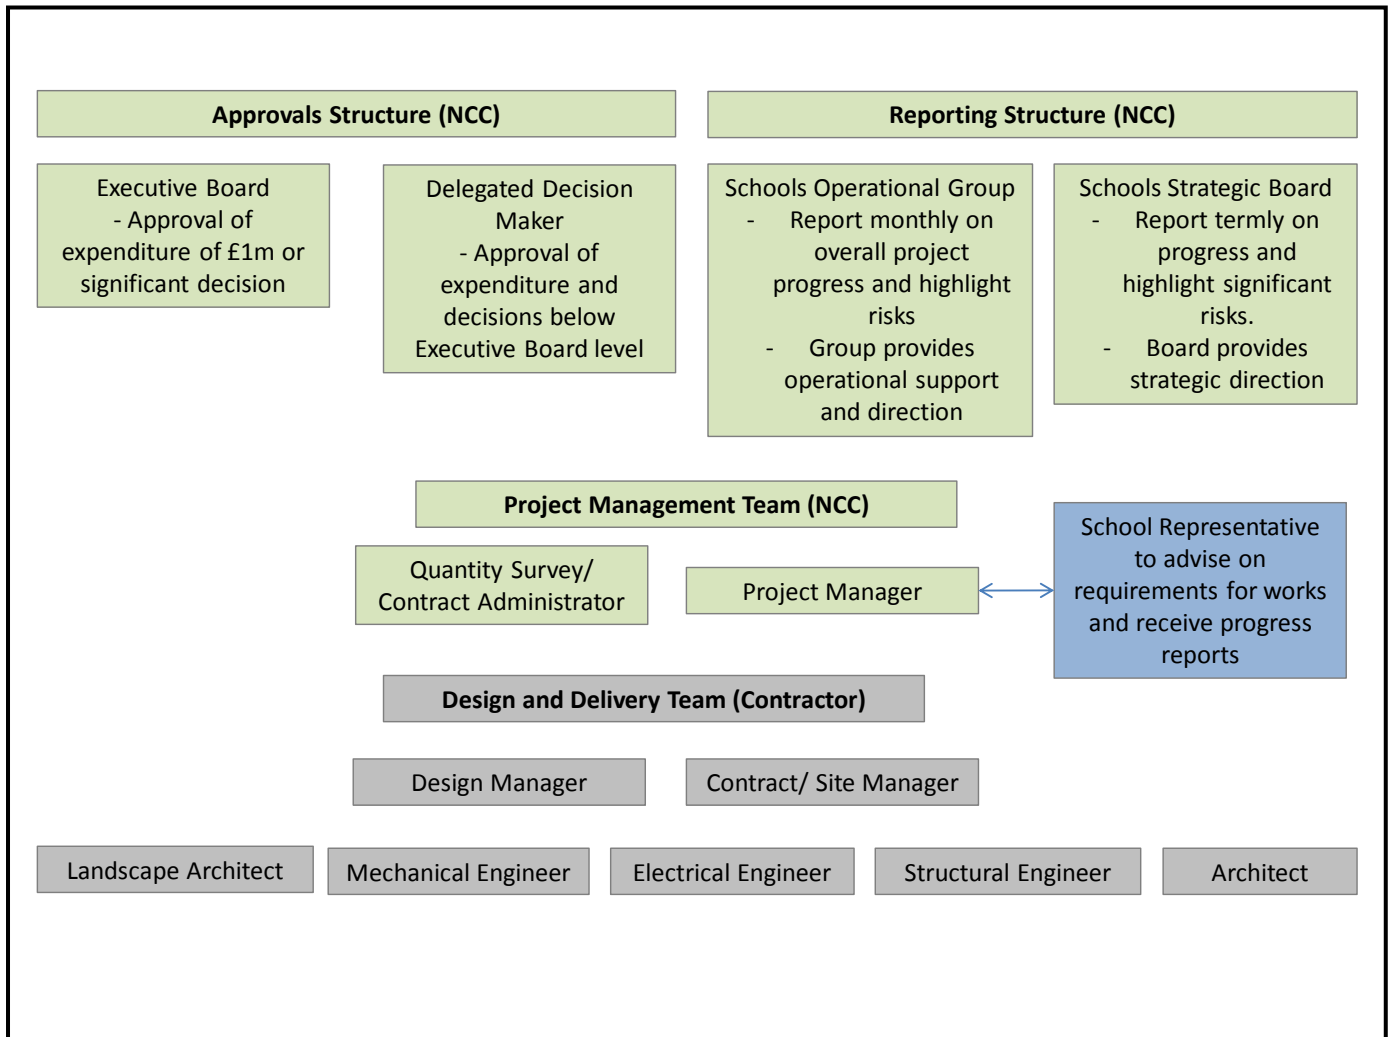 Approvals Structure (NCC)
Reporting Structure (NCC)
Executive Board
- Approval of
expenditure of £1m or
significant decision
Delegated Decision
Maker
- Approval of
expenditure and
decisions below
Executive Board level
Schools Operational Group
- Report monthly on
overall project
progress and highlight
risks
- Group provides
operational support
and direction
Schools Strategic Board
- Report termly on
progress and
highlight significant
risks.
- Board provides
strategic direction
Project Management Team (NCC)
Quantity Survey/
Contract Administrator
Project Manager
School Representative
to advise on
requirements for works
and receive progress
reports
Design and Delivery Team (Contractor)
Design Manager
Contract/ Site Manager
Landscape Architect
Mechanical Engineer
Electrical Engineer
Structural Engineer
Architect